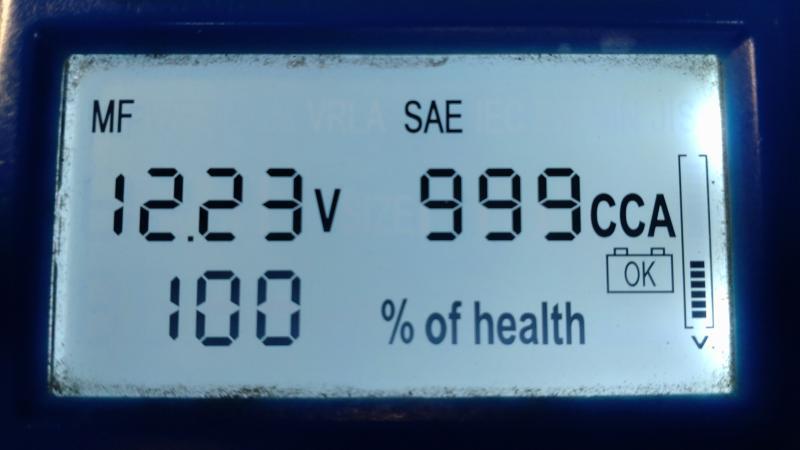 MF SAE
12.23V 999CCA
OK
100 % of health